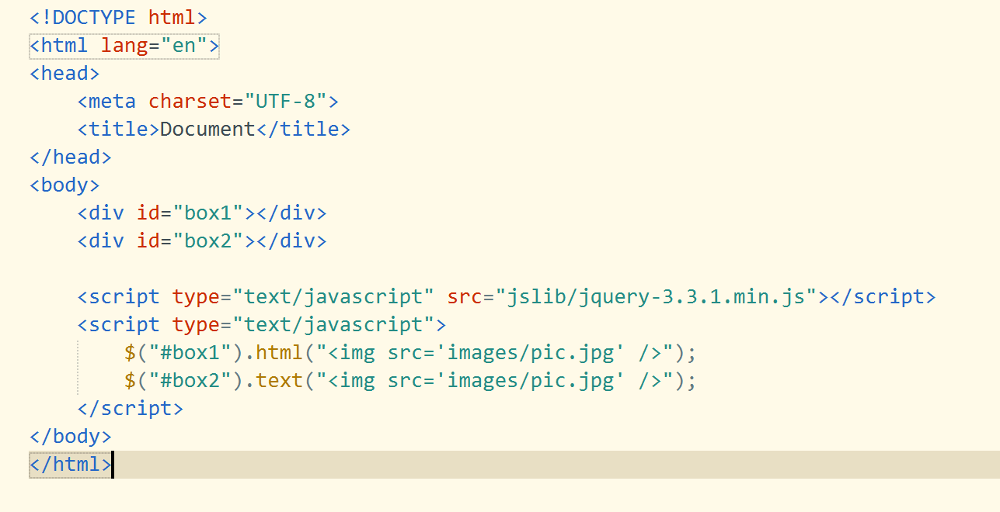 <!DOCTYPE html>
<html lang="en">
<head>
    <meta charset="UTF-8">
    <title>Document</title>
</head>
<body>
    <div id="box1"></div>
    <div id="box2"></div>

    <script type="text/javascript" src="jslib/jquery-3.3.1.min.js"></script>
    <script type="text/javascript">
        $("#box1").html("<img src='images/pic.jpg' />");
        $("#box2").text("<img src='images/pic.jpg' />");
    </script>
</body>
</html>